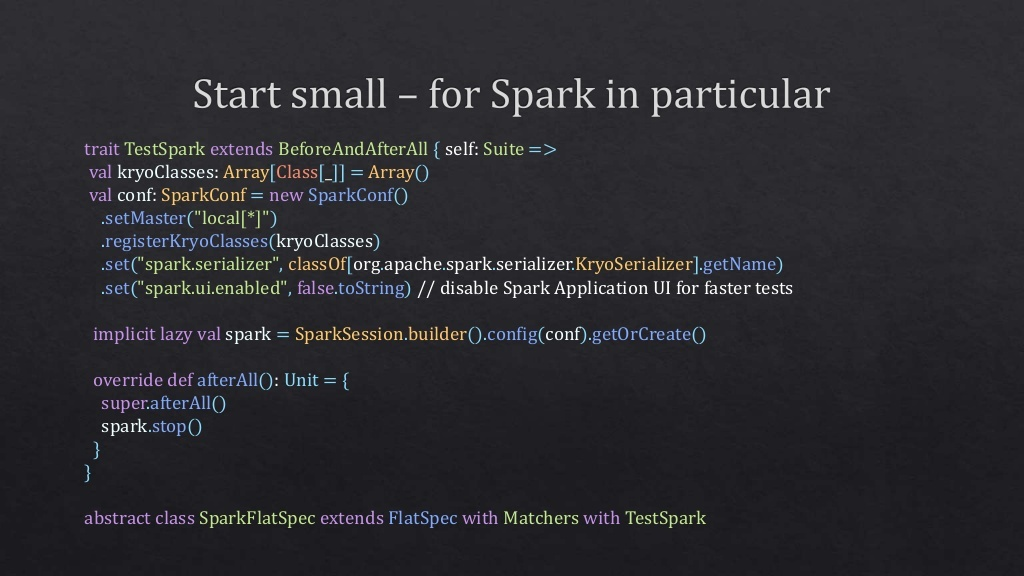 Start small – for Spark in particular
trait TestSpark extends BeforeAndAfterAll { self: Suite =>
val kryoClasses: Array[Class[_]] = Array()
val conf: SparkConf = new SparkConf()
.setMaster("local[*]")
.registerKryoClasses(kryoClasses)
.set("spark.serializer", classOf[org.apache.spark.serializer.KryoSerializer].getName)
.set("spark.ui.enabled", false.toString) // disable Spark Application UI for faster tests
implicit lazy val spark = SparkSession.builder().config(conf).getOrCreate()
override def afterAll(): Unit = {
super.afterAll()
spark.stop()
}
}
abstract class SparkFlatSpec extends FlatSpec with Matchers with TestSpark